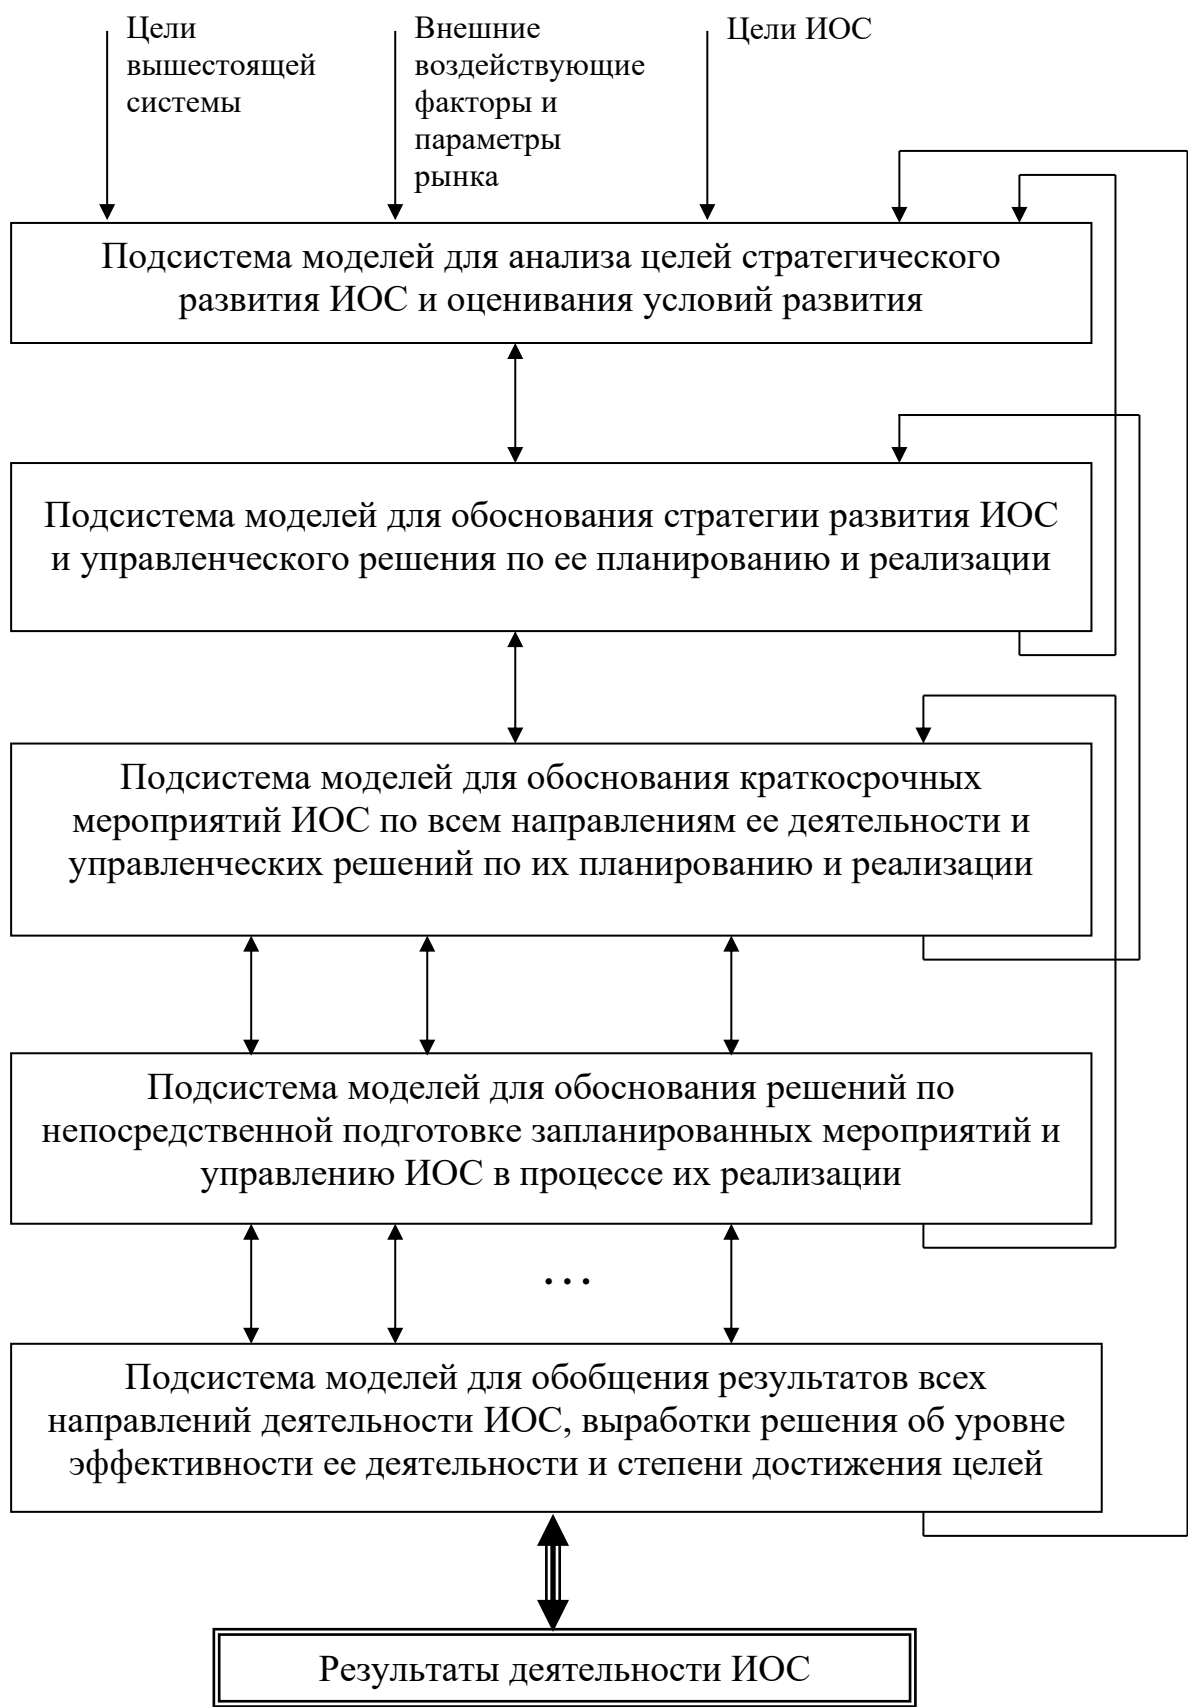 Цели
вышестоящей
системы
Внешние
воздействующие
факторы и
параметры
рынка
Цели ИОС
Подсистема моделей для анализа целей стратегического
развития ИОС и оценивания условий развития
Подсистема моделей для обоснования стратегии развития ИОС
и управленческого решения по ее планированию и реализации
Подсистема моделей для обоснования краткосрочных
мероприятий ИОС по всем направлениям ее деятельности и
управленческих решений по их планированию и реализации
Подсистема моделей для обоснования решений по
непосредственной подготовке запланированных мероприятий и
управлению ИОС в процессе их реализации
...
Подсистема моделей для обобщения результатов всех
направлений деятельности ИОС, выработки решения об уровне
эффективности ее деятельности и степени достижения целей
Результаты деятельности ИОС